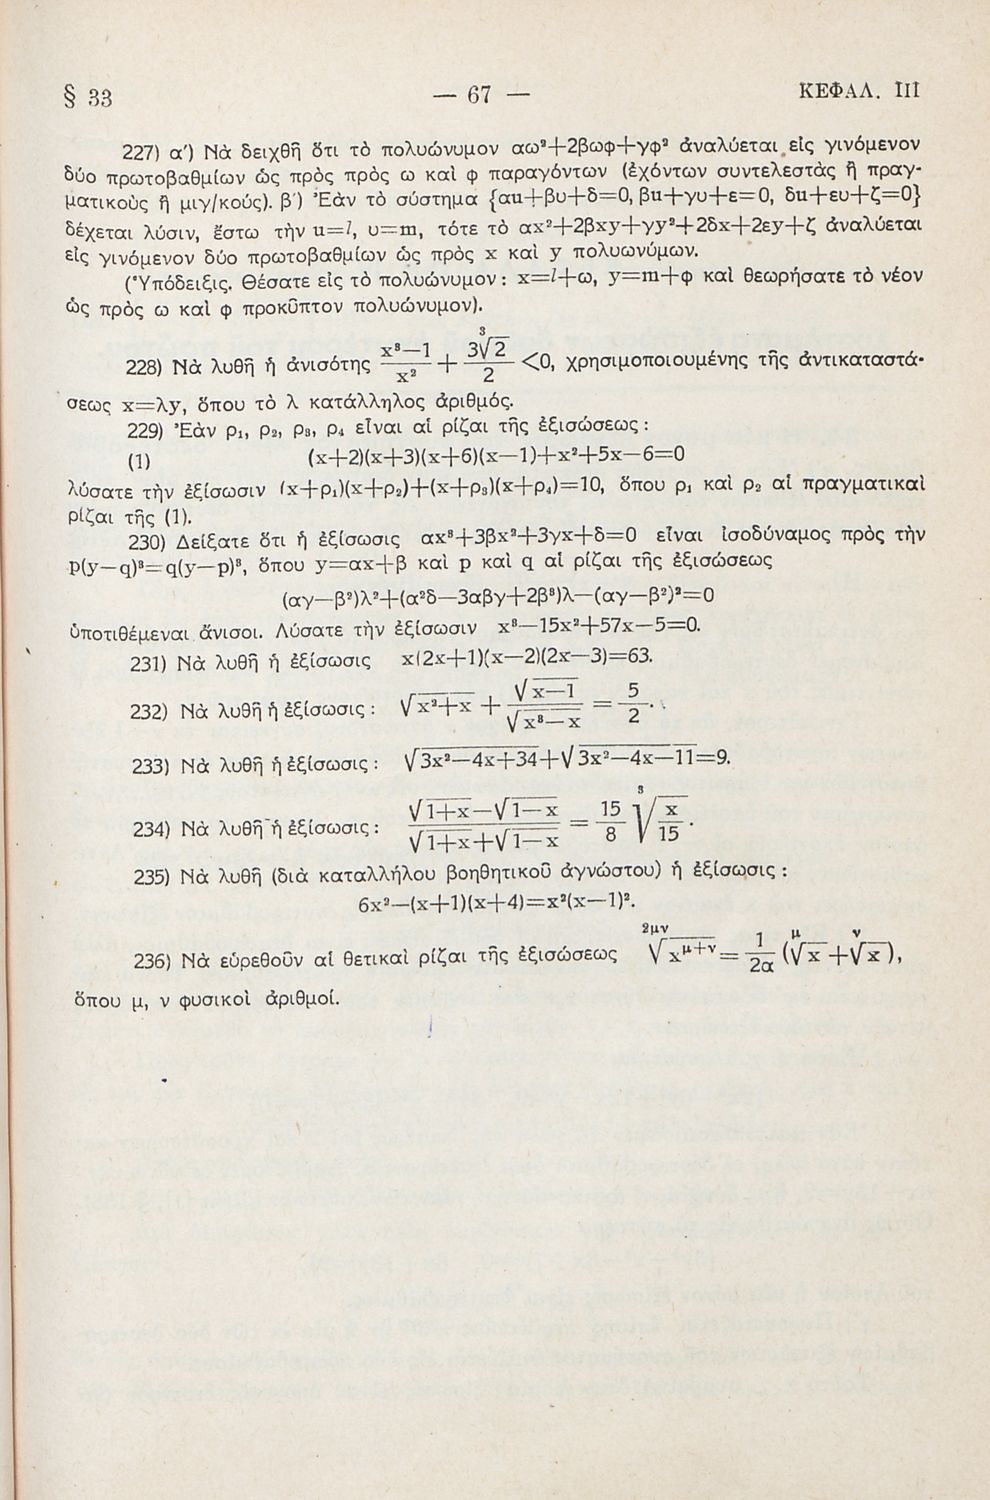 § 33 — 67 — ΚΕΦΑΛ. III
227) α') Νὰ δειχθῆ ὅτι τὸ πολυώνυμον αω²+2βωφ+γφ² ἀναλύεται εἰς γινόμενον
δύο πρωτοβαθμίων ὡς πρὸς πρὸς ω καὶ φ παραγόντων (ἐχόντων συντελεστὰς ἢ πραγ-
ματικοὺς ἢ μιγ/κούς). β') Ἐὰν τὸ σύστημα {αu+βυ+δ=0, βu+γυ+ε=0, δu+ευ+ζ=0}
δέχεται λύσιν, ἔστω τὴν u=l, υ=m, τότε τὸ αx²+2βxy+γy²+2δx+2εy+ζ ἀναλύεται
εἰς γινόμενον δύο πρωτοβαθμίων ὡς πρὸς x καὶ y πολυωνύμων.
(Ὑπόδειξις. Θέσατε εἰς τὸ πολυώνυμον: x=l+ω, y=m+φ καὶ θεωρήσατε τὸ νέον
ὡς πρὸς ω καὶ φ προκῦπτον πολυώνυμον).
228) Νὰ λυθῆ ἡ ἀνισότης (x³—1)/x² + 3∛2/2 <0, χρησιμοποιουμένης τῆς ἀντικαταστά-
σεως x=λy, ὅπου τὸ λ κατάλληλος ἀριθμός.
229) Ἐὰν ρ₁, ρ₂, ρ₃, ρ₄ εἶναι αἱ ρίζαι τῆς ἐξισώσεως:
(1) (x+2)(x+3)(x+6)(x—1)+x²+5x—6=0
λύσατε τὴν ἐξίσωσιν (x+ρ₁)(x+ρ₂)+(x+ρ₃)(x+ρ₄)=10, ὅπου ρ₁ καὶ ρ₂ αἱ πραγματικαὶ
ρίζαι τῆς (1).
230) Δείξατε ὅτι ἡ ἐξίσωσις αx³+3βx²+3γx+δ=0 εἶναι ἰσοδύναμος πρὸς τὴν
p(y—q)³=q(y—p)³, ὅπου y=αx+β καὶ p καὶ q αἱ ρίζαι τῆς ἐξισώσεως
(αγ—β²)λ²+(α²δ—3αβγ+2β³)λ—(αγ—β²)²=0
ὑποτιθέμεναι ἄνισοι. Λύσατε τὴν ἐξίσωσιν x³—15x²+57x—5=0.
231) Νὰ λυθῆ ἡ ἐξίσωσις x(2x+1)(x—2)(2x—3)=63.
232) Νὰ λυθῆ ἡ ἐξίσωσις: √(x²+x) + √(x—1)/√(x³—x) = 5/2.
233) Νὰ λυθῆ ἡ ἐξίσωσις: √(3x²—4x+34)+√(3x²—4x—11)=9.
234) Νὰ λυθῆ ἡ ἐξίσωσις: (√(1+x)—√(1—x))/(√(1+x)+√(1—x)) = 15/8 ∛(x/15).
235) Νὰ λυθῆ (διὰ καταλλήλου βοηθητικοῦ ἀγνώστου) ἡ ἐξίσωσις:
6x²—(x+1)(x+4)=x²(x—1)².
236) Νὰ εὑρεθοῦν αἱ θετικαὶ ρίζαι τῆς ἐξισώσεως ²μν√(x^(μ+ν)) = 1/2α (μ√x +ν√x),
ὅπου μ, ν φυσικοὶ ἀριθμοί.